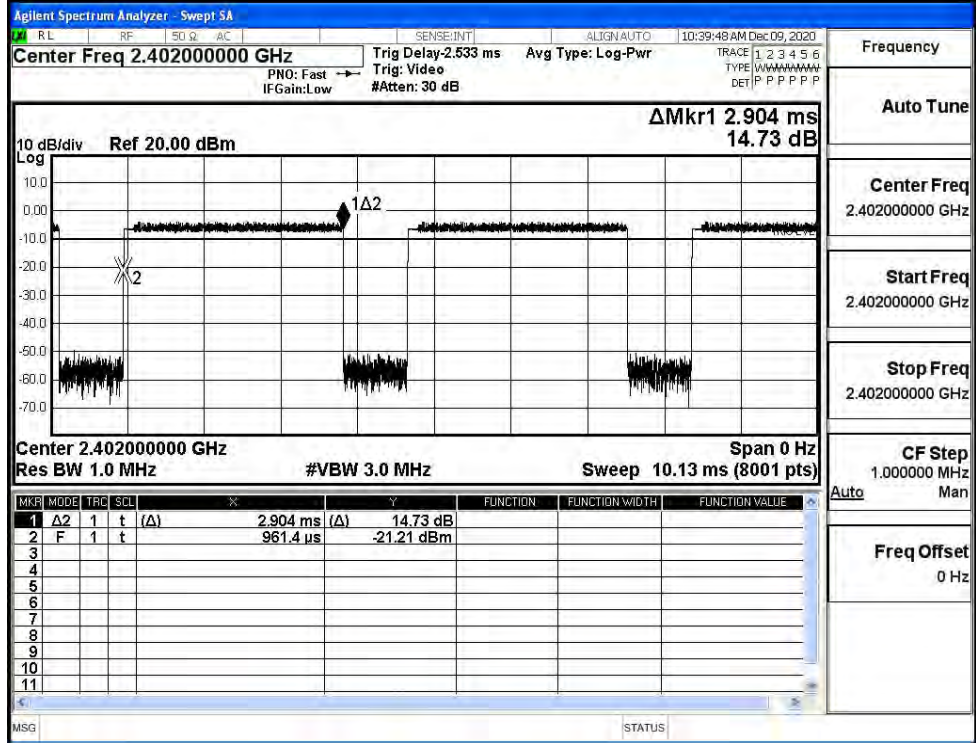 Agilent Spectrum Analyzer - Swept SA
RL RF 50 Ω AC SENSE:INT ALIGNAUTO 10:39:48 AM Dec 09, 2020
Center Freq 2.402000000 GHz
PNO: Fast
IFGain:Low
Trig Delay-2.533 ms
Trig: Video
#Atten: 30 dB
Avg Type: Log-Pwr
TRACE 1 2 3 4 5 6
TYPE WWWWWW
DET P P P P P P
ΔMkr1 2.904 ms
14.73 dB
10 dB/div Ref 20.00 dBm
Log
10.0
0.00
-10.0
-20.0
-30.0
-40.0
-50.0
-60.0
-70.0
1Δ2
2
Center 2.402000000 GHz Span 0 Hz
Res BW 1.0 MHz #VBW 3.0 MHz Sweep 10.13 ms (8001 pts)
MKR MODE TRC SCL X Y FUNCTION FUNCTION WIDTH FUNCTION VALUE
1 Δ2 1 t (Δ) 2.904 ms (Δ) 14.73 dB
2 F 1 t 961.4 µs -21.21 dBm
3
4
5
6
7
8
9
10
11
MSG STATUS
Frequency
Auto Tune
Center Freq
2.402000000 GHz
Start Freq
2.402000000 GHz
Stop Freq
2.402000000 GHz
CF Step
1.000000 MHz
Auto Man
Freq Offset
0 Hz